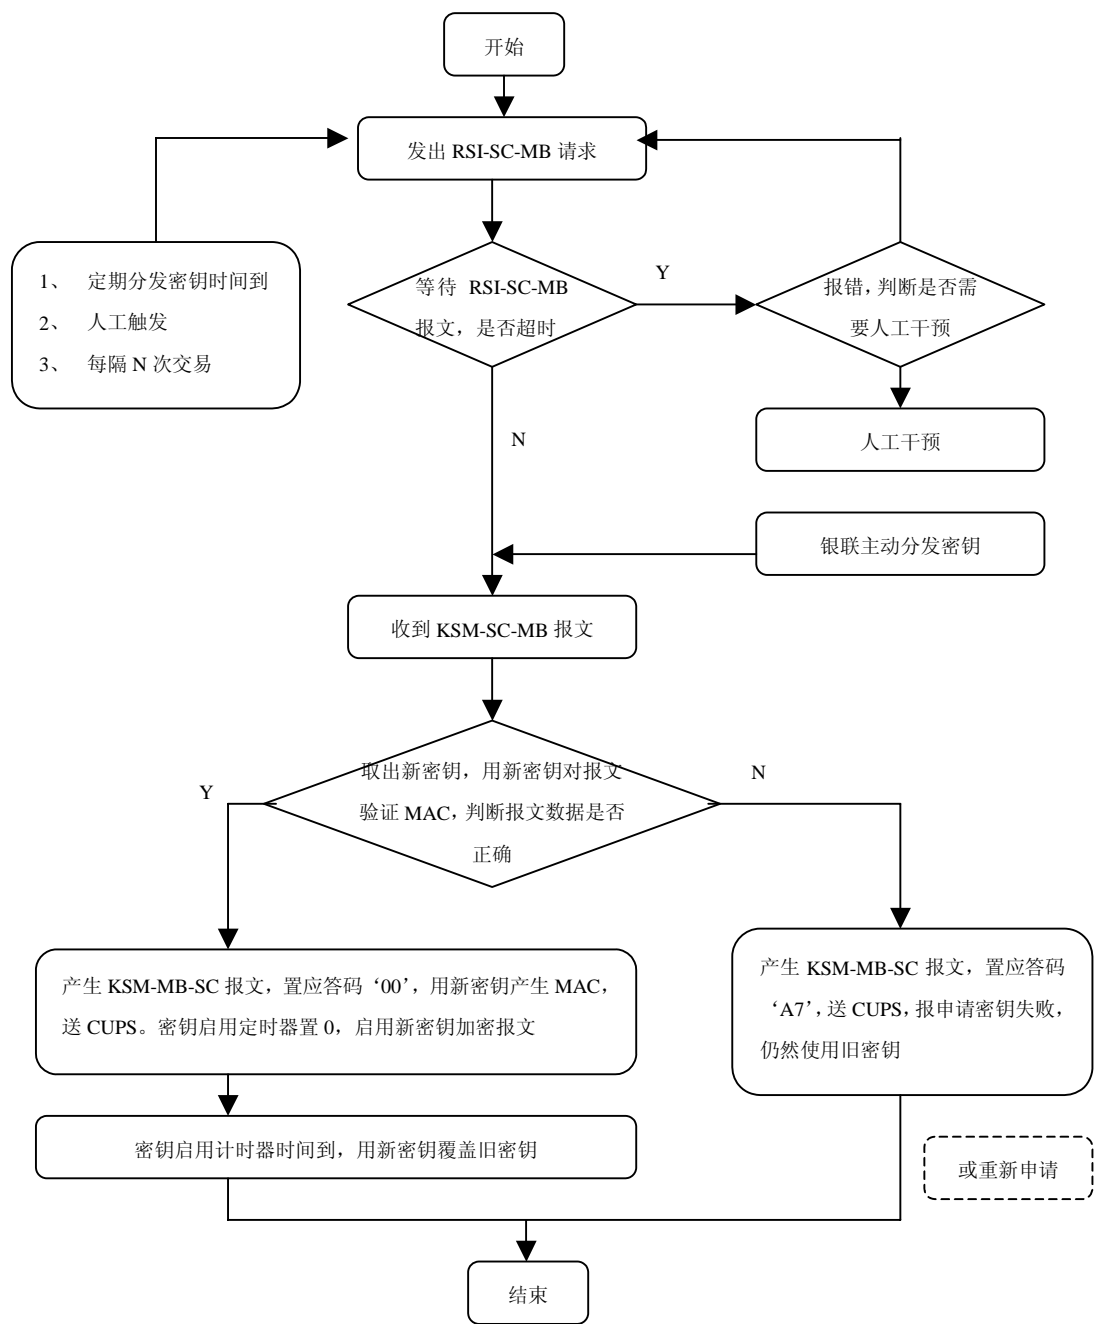 开始
发出 RSI-SC-MB 请求
1、 定期分发密钥时间到
2、 人工触发
3、 每隔 N 次交易
等待 RSI-SC-MB
报文，是否超时
Y
报错，判断是否需
要人工干预
N
人工干预
银联主动分发密钥
收到 KSM-SC-MB 报文
取出新密钥，用新密钥对报文
验证 MAC，判断报文数据是否
正确
Y
N
产生 KSM-MB-SC 报文，置应答码‘00’，用新密钥产生 MAC，
送 CUPS。密钥启用定时器置 0，启用新密钥加密报文
产生 KSM-MB-SC 报文，置应答码
‘A7’，送 CUPS，报申请密钥失败，
仍然使用旧密钥
密钥启用计时器时间到，用新密钥覆盖旧密钥
或重新申请
结束